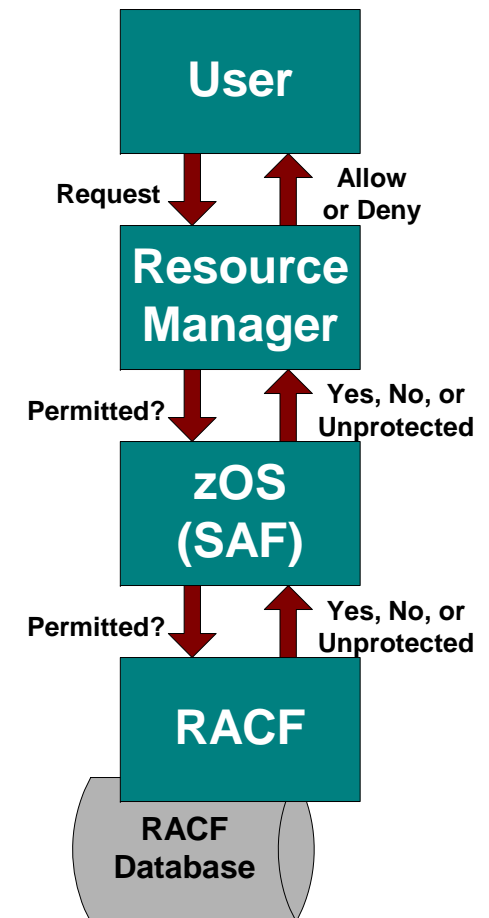 User
Request
Allow
or Deny
Resource
Manager
Permitted?
Yes, No, or
Unprotected
zOS
(SAF)
Permitted?
Yes, No, or
Unprotected
RACF
RACF
Database